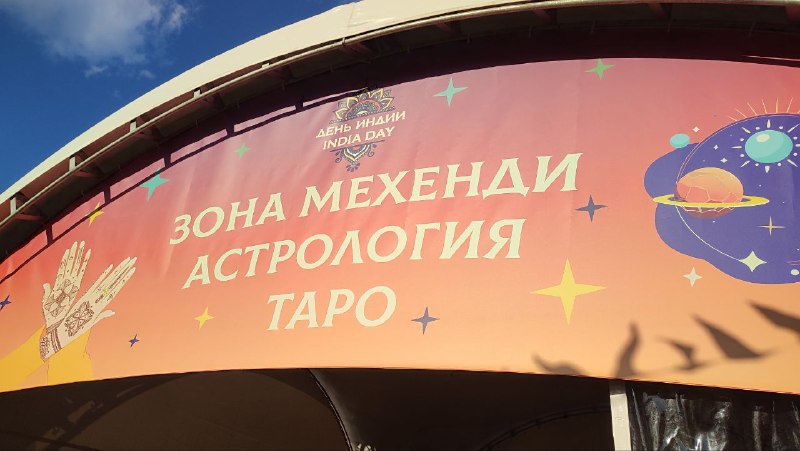 ДЕНЬ ИНДИИ
INDIA DAY
ЗОНА МЕХЕНДИ
АСТРОЛОГИЯ
ТАРО